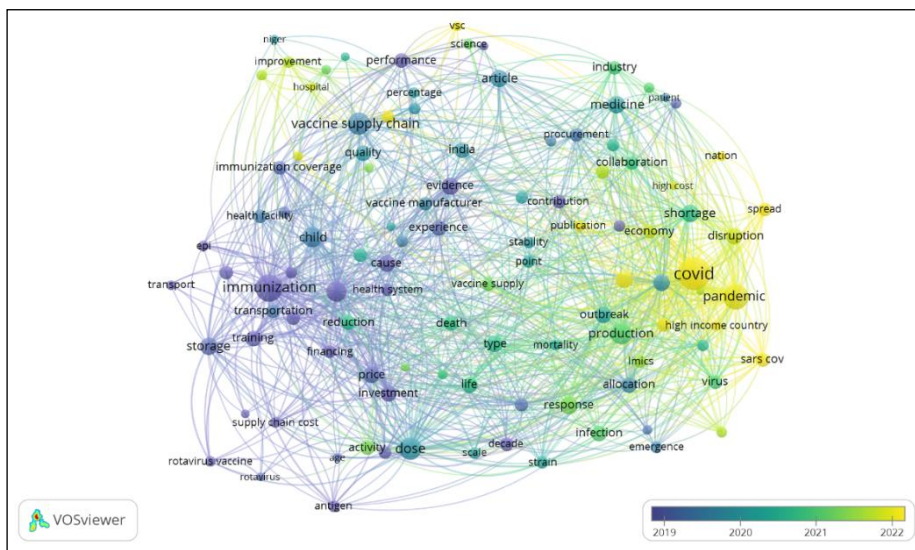 vsc
niger
science
improvement
performance
industry
hospital
percentage
article
medicine
patient
vaccine supply chain
procurement
quality
india
collaboration
nation
immunization coverage
evidence
high cost
vaccine manufacturer
contribution
health facility
experience
publication
economy
shortage
spread
child
stability
disruption
epi
cause
point
covid
transport
immunization
health system
vaccine supply
pandemic
transportation
outbreak
reduction
death
production
high income country
storage
training
type
mortality
financing
lmics
sars cov
price
life
allocation
virus
investment
response
supply chain cost
activity
dose
decade
infection
emergence
rotavirus vaccine
age
scale
strain
rotavirus
antigen
VOSviewer
2019 2020 2021 2022